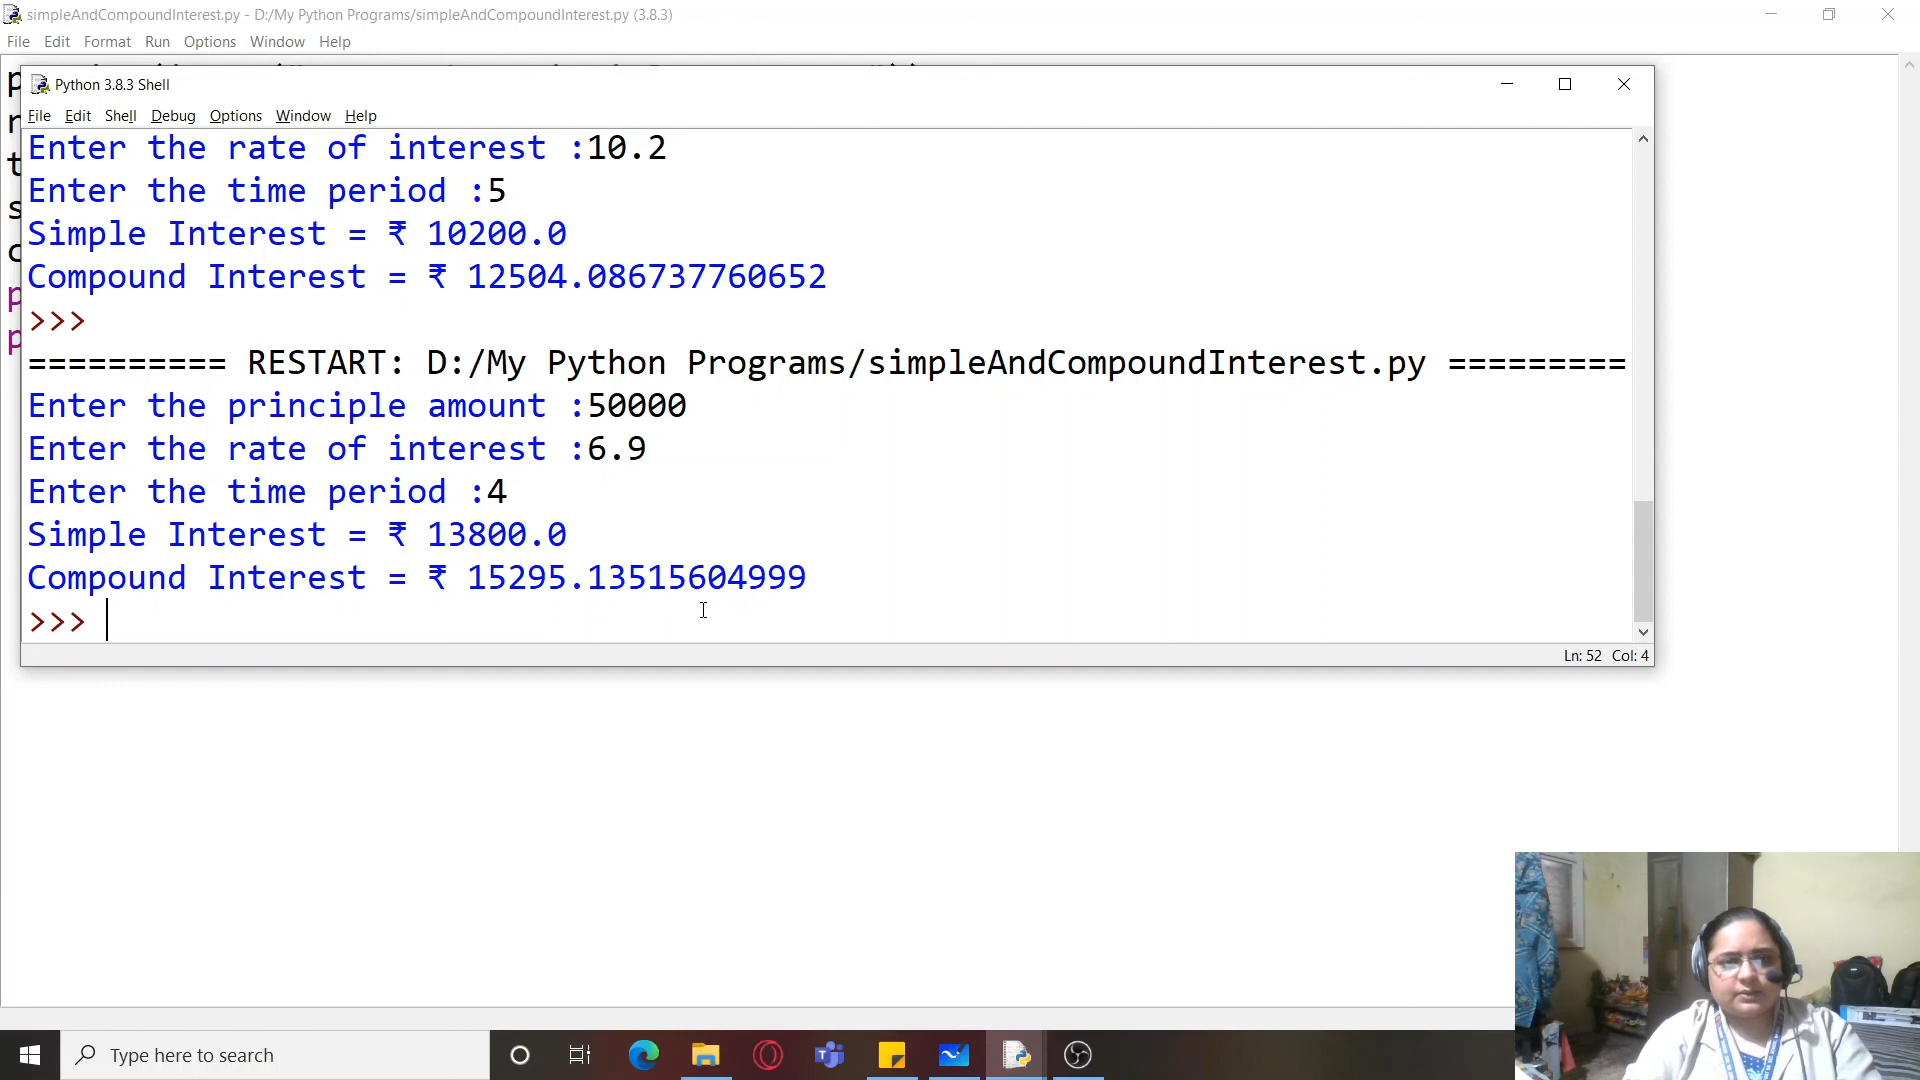 simpleAndCompoundInterest.py - D:/My Python Programs/simpleAndCompoundInterest.py (3.8.3)
File Edit Format Run Options Window Help
Python 3.8.3 Shell
File Edit Shell Debug Options Window Help
Enter the rate of interest :10.2
Enter the time period :5
Simple Interest = ₹ 10200.0
Compound Interest = ₹ 12504.086737760652
>>>
========== RESTART: D:/My Python Programs/simpleAndCompoundInterest.py =========
Enter the principle amount :50000
Enter the rate of interest :6.9
Enter the time period :4
Simple Interest = ₹ 13800.0
Compound Interest = ₹ 15295.13515604999
>>>
Ln: 52 Col: 4
Type here to search